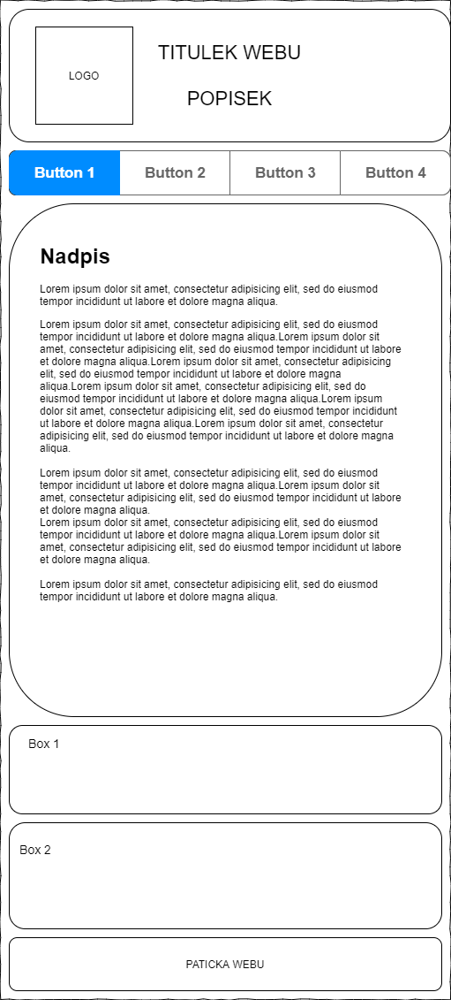 LOGO
TITULEK WEBU
POPISEK
Button 1 Button 2 Button 3 Button 4
Nadpis
Lorem ipsum dolor sit amet, consectetur adipisicing elit, sed do eiusmod
tempor incididunt ut labore et dolore magna aliqua.
Lorem ipsum dolor sit amet, consectetur adipisicing elit, sed do eiusmod
tempor incididunt ut labore et dolore magna aliqua.Lorem ipsum dolor sit
amet, consectetur adipisicing elit, sed do eiusmod tempor incididunt ut labore
et dolore magna aliqua.Lorem ipsum dolor sit amet, consectetur adipisicing
elit, sed do eiusmod tempor incididunt ut labore et dolore magna
aliqua.Lorem ipsum dolor sit amet, consectetur adipisicing elit, sed do
eiusmod tempor incididunt ut labore et dolore magna aliqua.Lorem ipsum
dolor sit amet, consectetur adipisicing elit, sed do eiusmod tempor incididunt
ut labore et dolore magna aliqua.Lorem ipsum dolor sit amet, consectetur
adipisicing elit, sed do eiusmod tempor incididunt ut labore et dolore magna
aliqua.
Lorem ipsum dolor sit amet, consectetur adipisicing elit, sed do eiusmod
tempor incididunt ut labore et dolore magna aliqua.Lorem ipsum dolor sit
amet, consectetur adipisicing elit, sed do eiusmod tempor incididunt ut labore
et dolore magna aliqua.
Lorem ipsum dolor sit amet, consectetur adipisicing elit, sed do eiusmod
tempor incididunt ut labore et dolore magna aliqua.Lorem ipsum dolor sit
amet, consectetur adipisicing elit, sed do eiusmod tempor incididunt ut labore
et dolore magna aliqua.
Lorem ipsum dolor sit amet, consectetur adipisicing elit, sed do eiusmod
tempor incididunt ut labore et dolore magna aliqua.
Box 1
Box 2
PATICKA WEBU